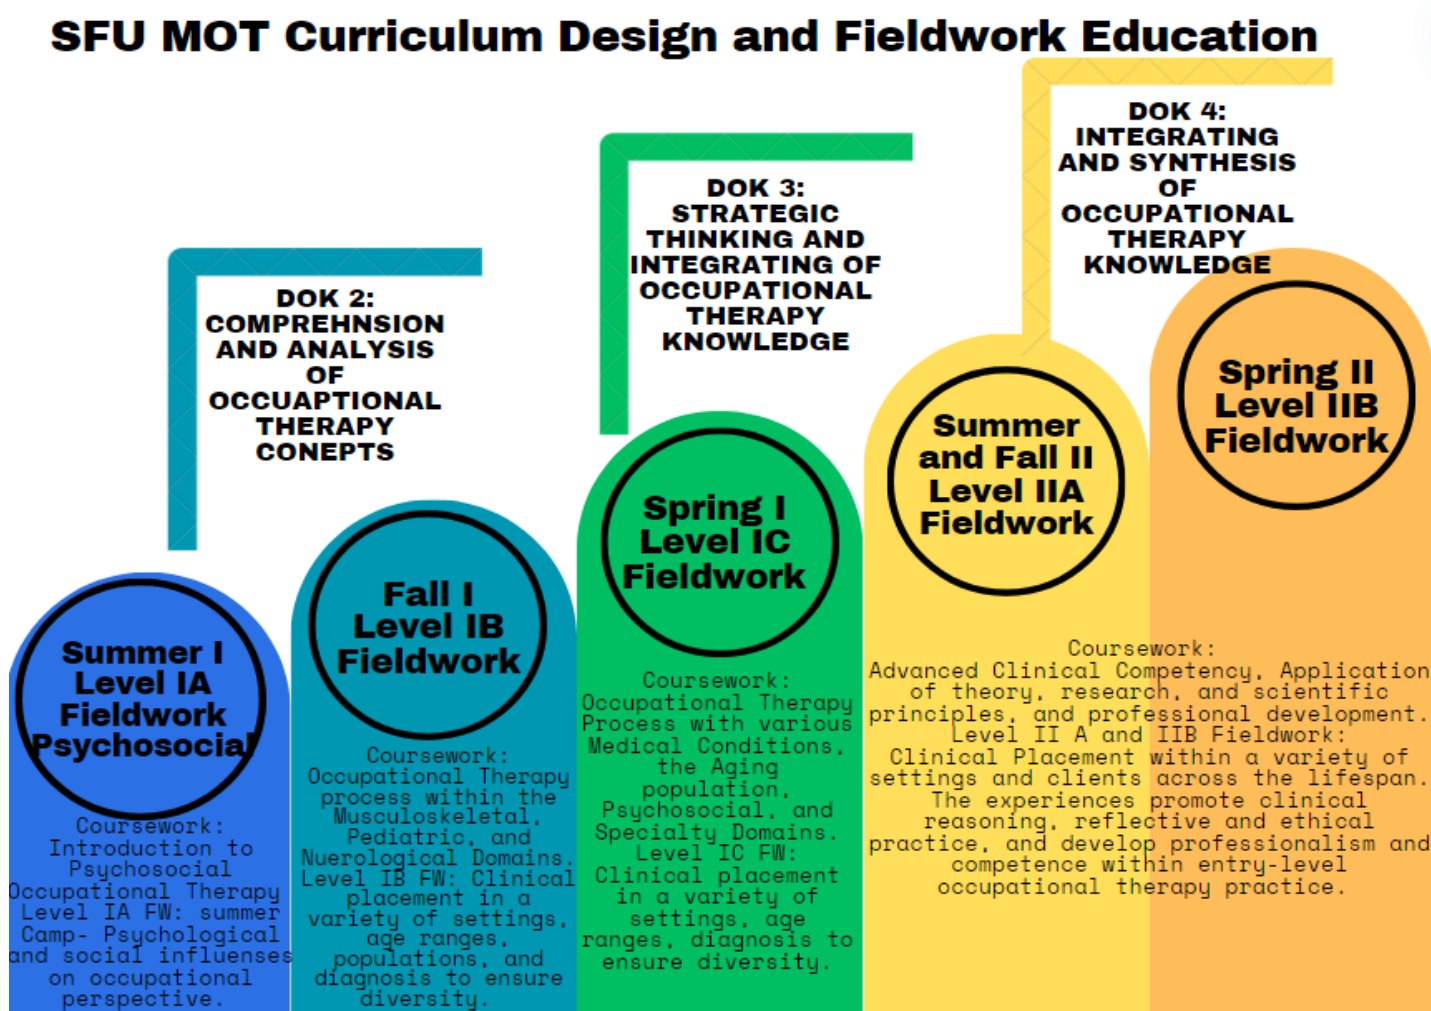 SFU MOT Curriculum Design and Fieldwork Education
DOK 2:
COMPREHNSION
AND ANALYSIS
OF
OCCUAPTIONAL
THERAPY
CONEPTS
DOK 3:
STRATEGIC
THINKING AND
INTEGRATING OF
OCCUPATIONAL
THERAPY
KNOWLEDGE
DOK 4:
INTEGRATING
AND SYNTHESIS
OF
OCCUPATIONAL
THERAPY
KNOWLEDGE
Summer I
Level IA
Fieldwork
Psychosocial
Coursework:
Introduction to
Psychosocial
Occupational Therapy
Level IA FW: summer
Camp- Psychological
and social influenses
on occupational
perspective.
Fall I
Level IB
Fieldwork
Coursework:
Occupational Therapy
process within the
Musculoskeletal,
Pediatric, and
Nuerological Domains.
Level IB FW: Clinical
placement in a
variety of settings,
age ranges,
populations, and
diagnosis to ensure
diversity.
Spring I
Level IC
Fieldwork
Coursework:
Occupational Therapy
Process with various
Medical Conditions,
the Aging
population,
Psychosocial, and
Specialty Domains.
Level IC FW:
Clinical placement
in a variety of
settings, age
ranges, diagnosis to
ensure diversity.
Summer
and Fall II
Level IIA
Fieldwork
Spring II
Level IIB
Fieldwork
Coursework:
Advanced Clinical Competency, Application
of theory, research, and scientific
principles, and professional development.
Level II A and IIB Fieldwork:
Clinical Placement within a variety of
settings and clients across the lifespan.
The experiences promote clinical
reasoning, reflective and ethical
practice, and develop professionalism and
competence within entry-level
occupational therapy practice.